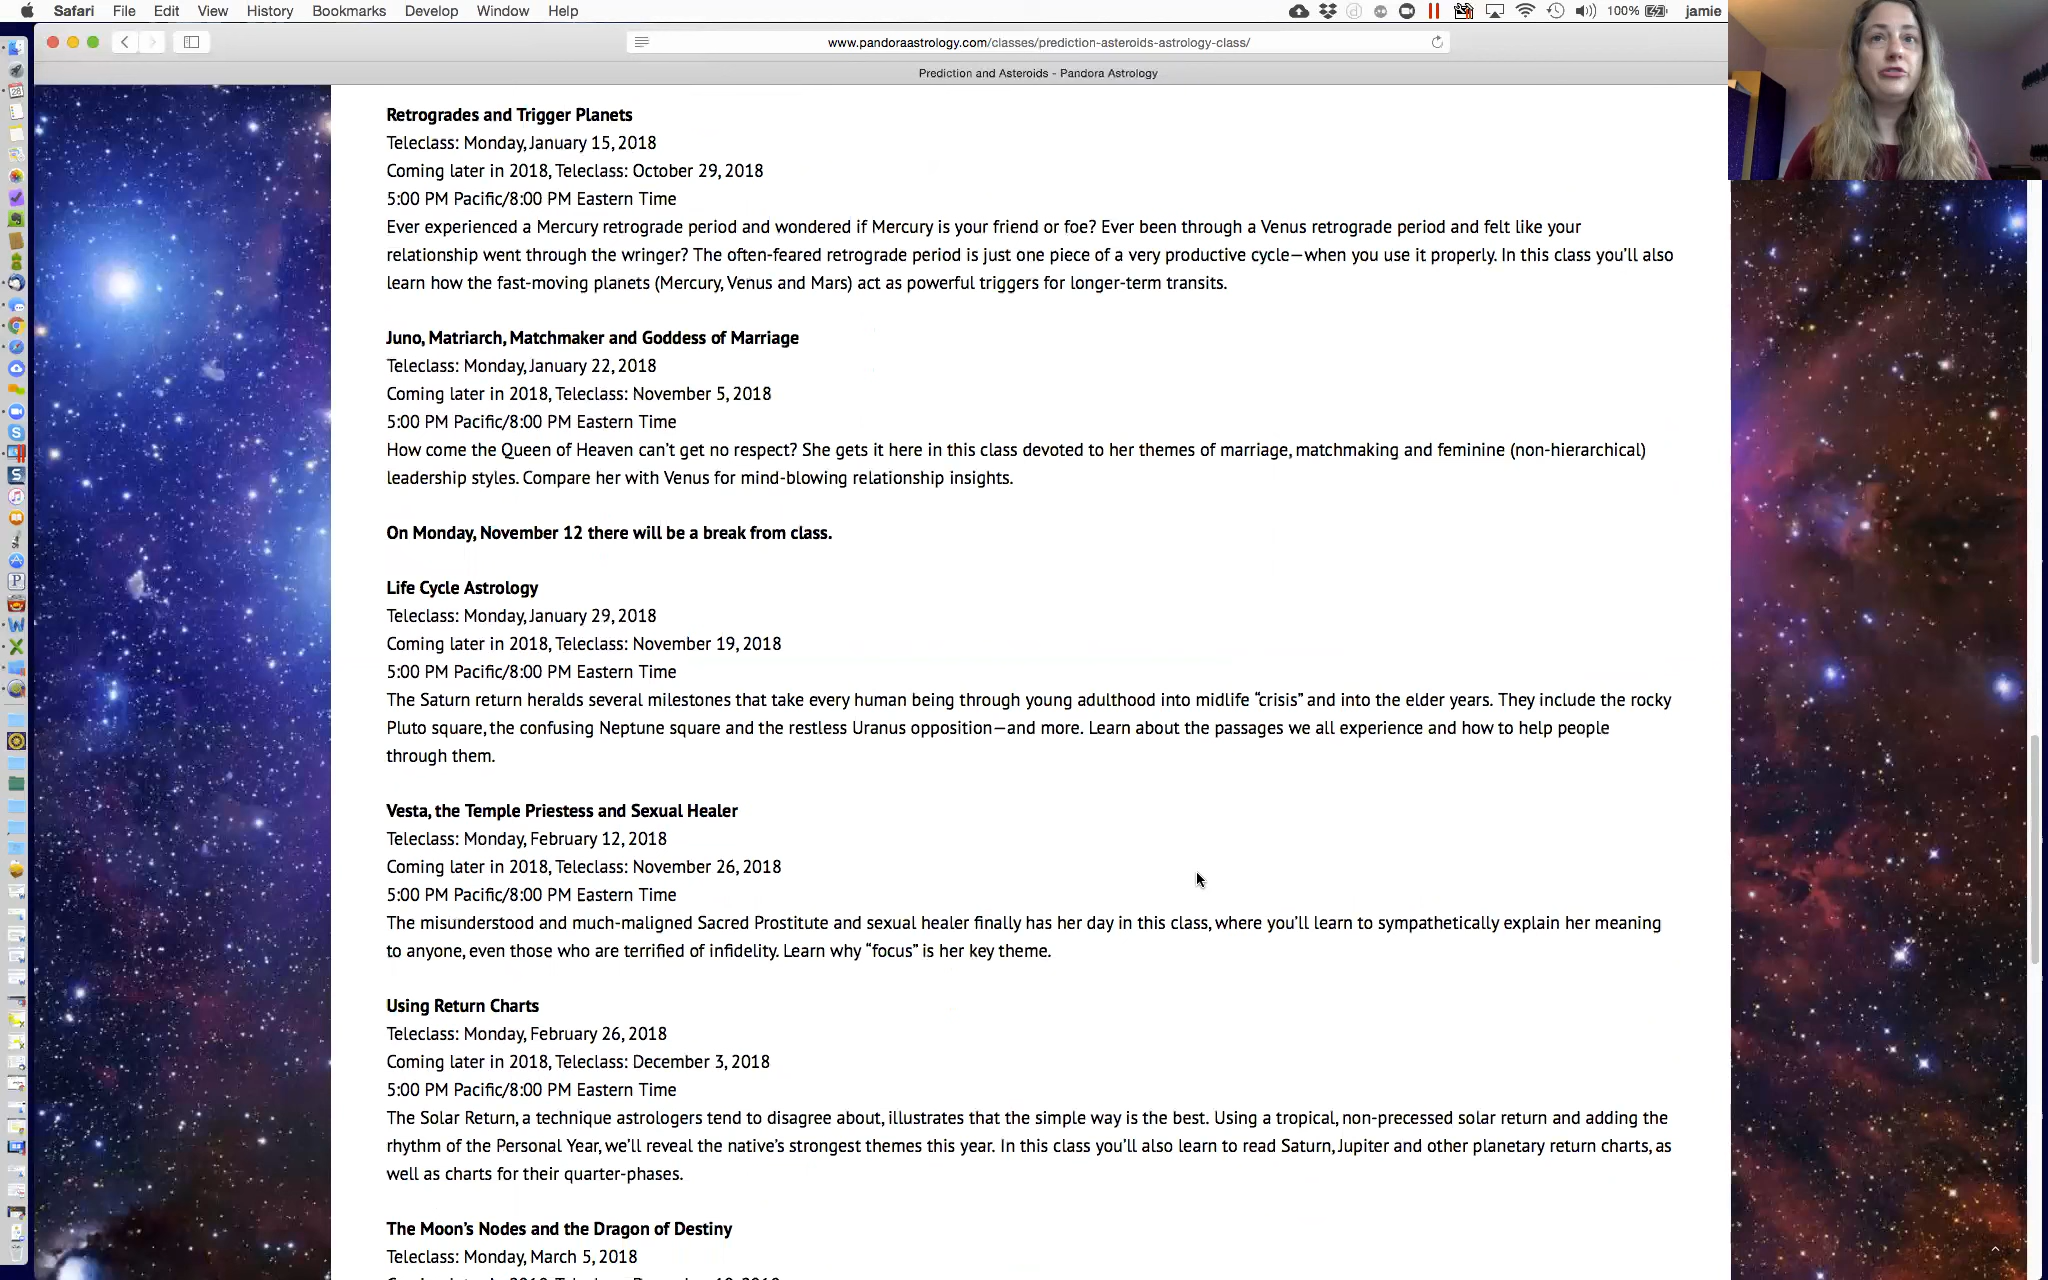 Safari File Edit View History Bookmarks Develop Window Help 100% jamie
www.pandoraastrology.com/classes/prediction-asteroids-astrology-class/
Prediction and Asteroids - Pandora Astrology
Retrogrades and Trigger Planets
Teleclass: Monday, January 15, 2018
Coming later in 2018, Teleclass: October 29, 2018
5:00 PM Pacific/8:00 PM Eastern Time
Ever experienced a Mercury retrograde period and wondered if Mercury is your friend or foe? Ever been through a Venus retrograde period and felt like your
relationship went through the wringer? The often-feared retrograde period is just one piece of a very productive cycle—when you use it properly. In this class you’ll also
learn how the fast-moving planets (Mercury, Venus and Mars) act as powerful triggers for longer-term transits.
Juno, Matriarch, Matchmaker and Goddess of Marriage
Teleclass: Monday, January 22, 2018
Coming later in 2018, Teleclass: November 5, 2018
5:00 PM Pacific/8:00 PM Eastern Time
How come the Queen of Heaven can’t get no respect? She gets it here in this class devoted to her themes of marriage, matchmaking and feminine (non-hierarchical)
leadership styles. Compare her with Venus for mind-blowing relationship insights.
On Monday, November 12 there will be a break from class.
Life Cycle Astrology
Teleclass: Monday, January 29, 2018
Coming later in 2018, Teleclass: November 19, 2018
5:00 PM Pacific/8:00 PM Eastern Time
The Saturn return heralds several milestones that take every human being through young adulthood into midlife “crisis” and into the elder years. They include the rocky
Pluto square, the confusing Neptune square and the restless Uranus opposition—and more. Learn about the passages we all experience and how to help people
through them.
Vesta, the Temple Priestess and Sexual Healer
Teleclass: Monday, February 12, 2018
Coming later in 2018, Teleclass: November 26, 2018
5:00 PM Pacific/8:00 PM Eastern Time
The misunderstood and much-maligned Sacred Prostitute and sexual healer finally has her day in this class, where you’ll learn to sympathetically explain her meaning
to anyone, even those who are terrified of infidelity. Learn why “focus” is her key theme.
Using Return Charts
Teleclass: Monday, February 26, 2018
Coming later in 2018, Teleclass: December 3, 2018
5:00 PM Pacific/8:00 PM Eastern Time
The Solar Return, a technique astrologers tend to disagree about, illustrates that the simple way is the best. Using a tropical, non-precessed solar return and adding the
rhythm of the Personal Year, we’ll reveal the native’s strongest themes this year. In this class you’ll also learn to read Saturn, Jupiter and other planetary return charts, as
well as charts for their quarter-phases.
The Moon’s Nodes and the Dragon of Destiny
Teleclass: Monday, March 5, 2018